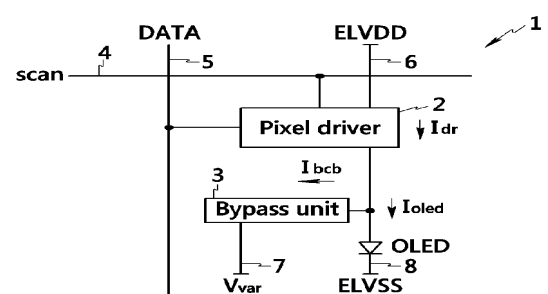 DATA ELVDD 1
4 5 6
scan
2
Pixel driver Idr
Ibcb
3
Bypass unit Ioled
OLED
7 8
Vvar ELVSS